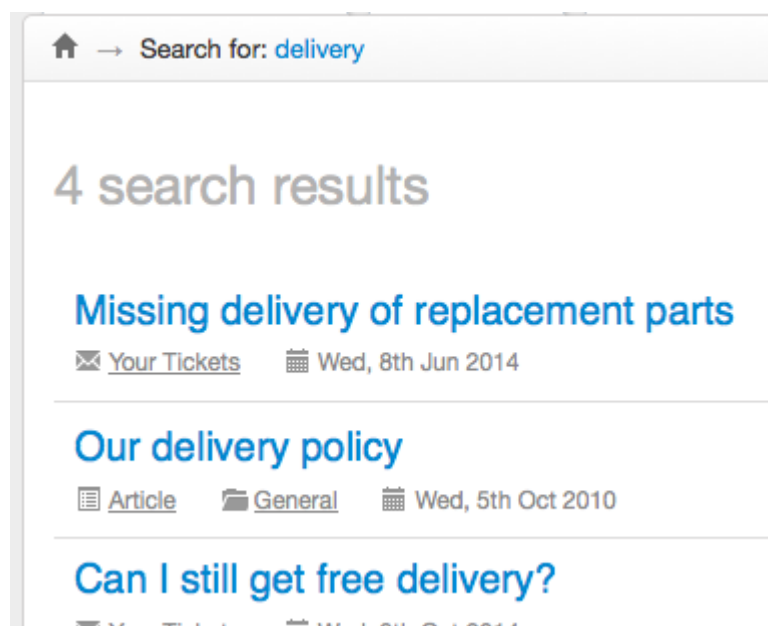 Search for: delivery
4 search results
Missing delivery of replacement parts
Your Tickets Wed, 8th Jun 2014
Our delivery policy
Article General Wed, 5th Oct 2010
Can I still get free delivery?